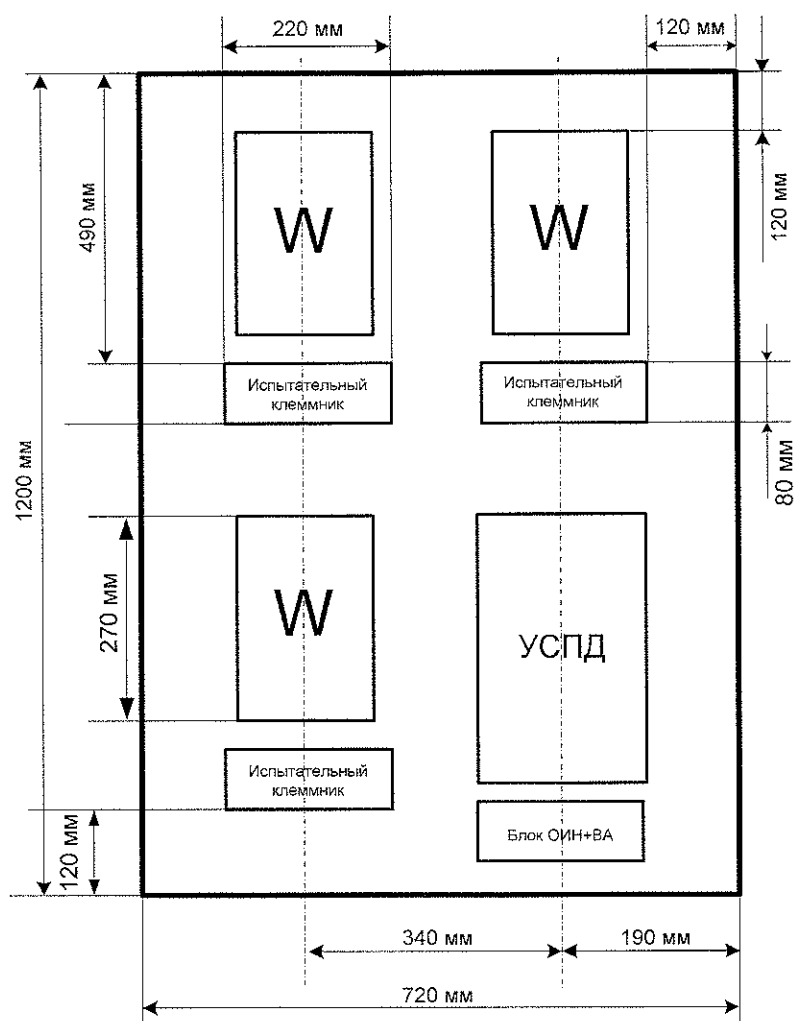 220 мм
120 мм
490 мм
120 мм
W
W
Испытательный
клеммник
Испытательный
клеммник
80 мм
1200 мм
270 мм
W
УСПД
Испытательный
клеммник
Блок ОИН+ВА
120 мм
340 мм
190 мм
720 мм